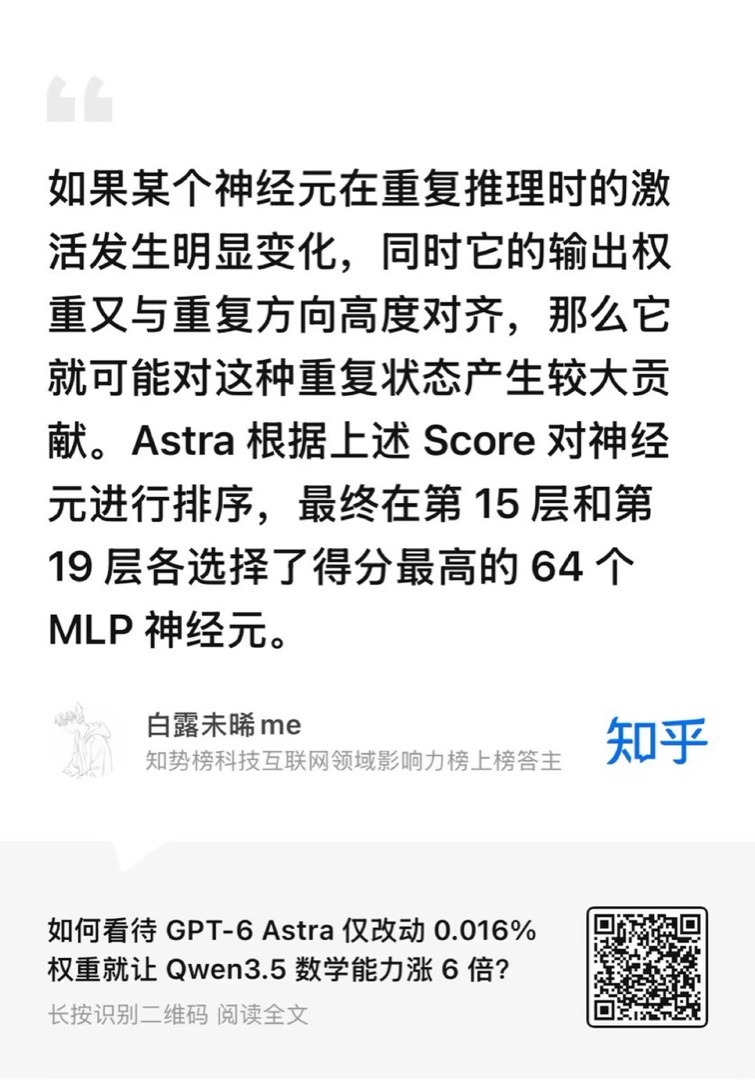 如果某个神经元在重复推理时的激
活发生明显变化，同时它的输出权
重又与重复方向高度对齐，那么它
就可能对这种重复状态产生较大贡
献。Astra 根据上述 Score 对神经
元进行排序，最终在第 15 层和第
19 层各选择了得分最高的 64 个
MLP 神经元。
白露未晞me
知势榜科技互联网领域影响力榜上榜答主
知乎
如何看待 GPT-6 Astra 仅改动 0.016%
权重就让 Qwen3.5 数学能力涨 6 倍？
长按识别二维码 阅读全文